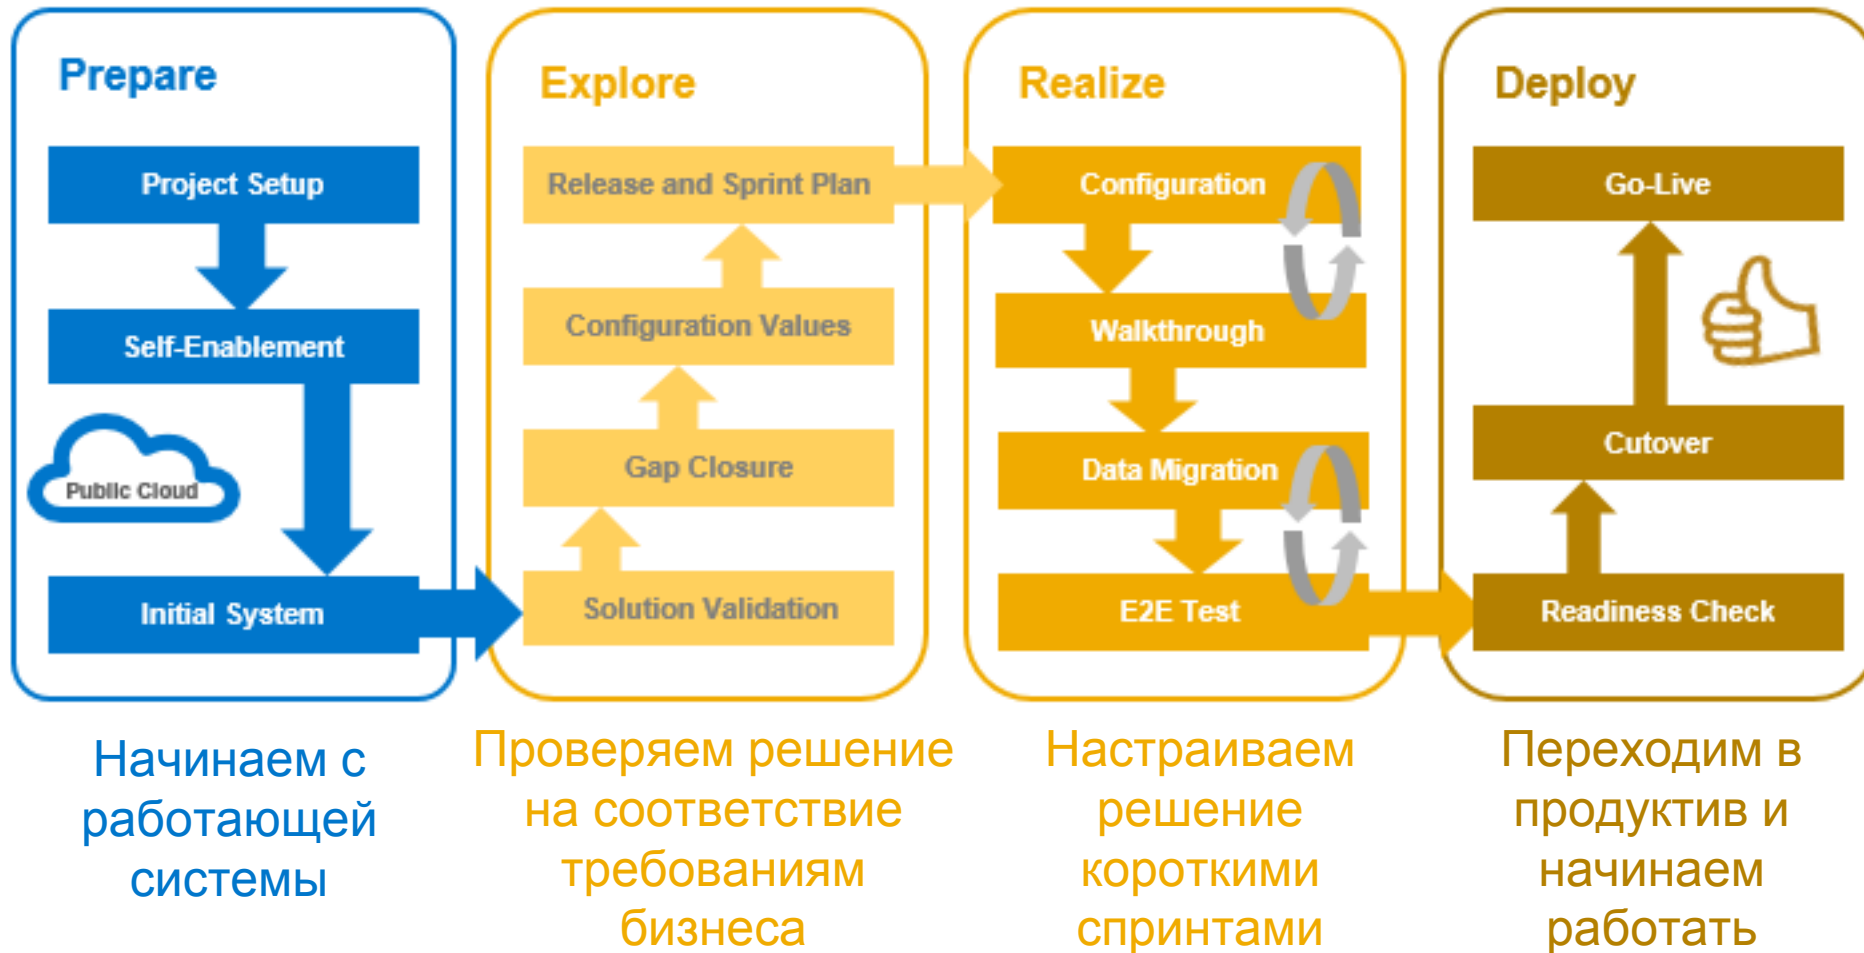 Prepare
Project Setup
Self-Enablement
Public Cloud
Initial System
Начинаем с
работающей
системы
Explore
Release and Sprint Plan
Configuration Values
Gap Closure
Solution Validation
Проверяем решение
на соответствие
требованиям
бизнеса
Realize
Configuration
Walkthrough
Data Migration
E2E Test
Настраиваем
решение
короткими
спринтами
Deploy
Go-Live
Cutover
Readiness Check
Переходим в
продуктив и
начинаем
работать